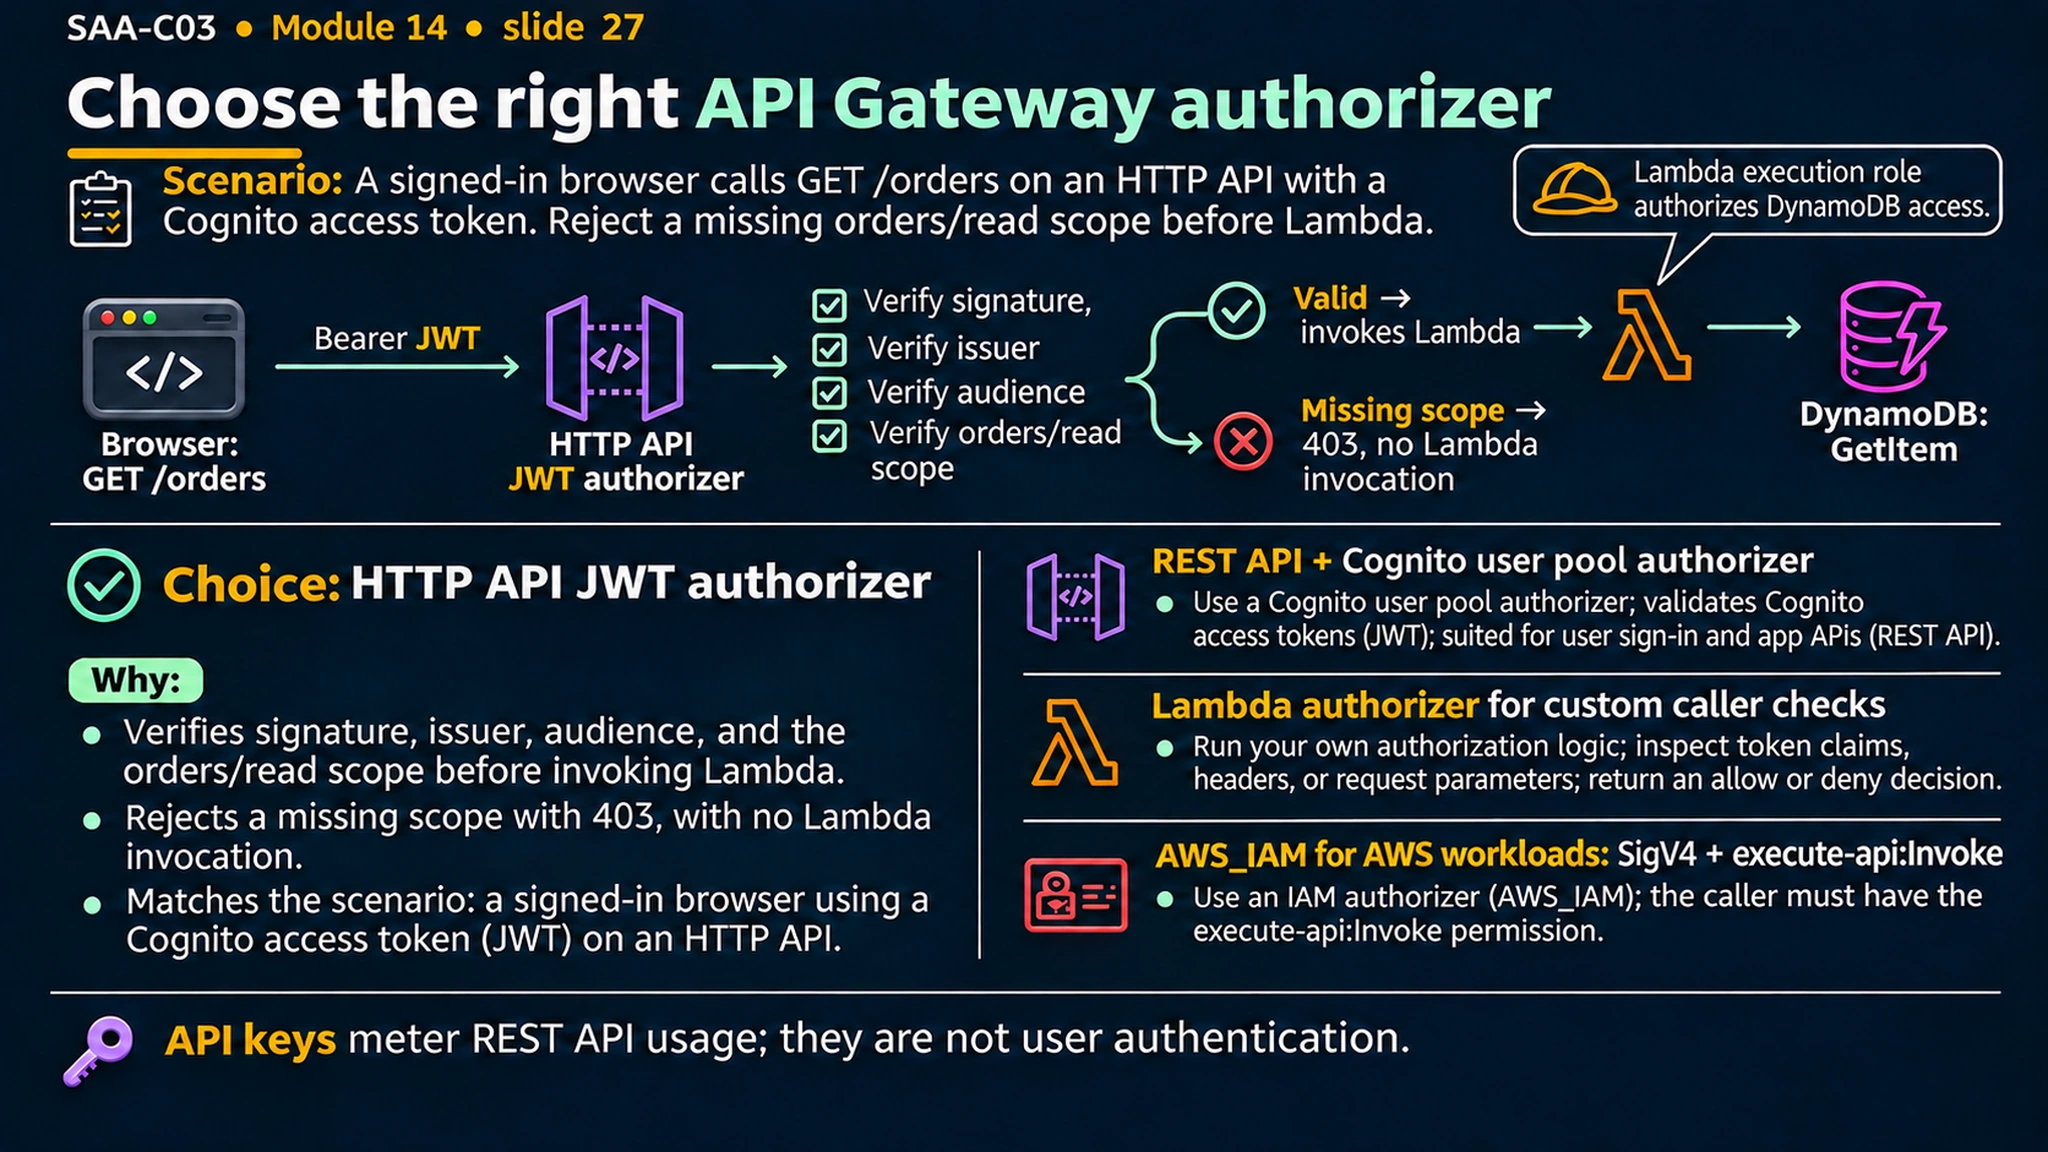 SAA-C03 • Module 14 • slide 27
Choose the right API Gateway authorizer
Scenario: A signed-in browser calls GET /orders on an HTTP API with a
Cognito access token. Reject a missing orders/read scope before Lambda.
Lambda execution role
authorizes DynamoDB access.
</>
Browser:
GET /orders
Bearer JWT
</>
HTTP API
JWT authorizer
Verify signature,
Verify issuer
Verify audience
Verify orders/read
scope
Valid →
invokes Lambda
Missing scope →
403, no Lambda
invocation
DynamoDB:
GetItem
Choice: HTTP API JWT authorizer
Why:
• Verifies signature, issuer, audience, and the
orders/read scope before invoking Lambda.
• Rejects a missing scope with 403, with no Lambda
invocation.
• Matches the scenario: a signed-in browser using a
Cognito access token (JWT) on an HTTP API.
</>
REST API + Cognito user pool authorizer
• Use a Cognito user pool authorizer; validates Cognito
access tokens (JWT); suited for user sign-in and app APIs (REST API).
Lambda authorizer for custom caller checks
• Run your own authorization logic; inspect token claims,
headers, or request parameters; return an allow or deny decision.
AWS_IAM for AWS workloads: SigV4 + execute-api:Invoke
• Use an IAM authorizer (AWS_IAM); the caller must have the
execute-api:Invoke permission.
API keys meter REST API usage; they are not user authentication.